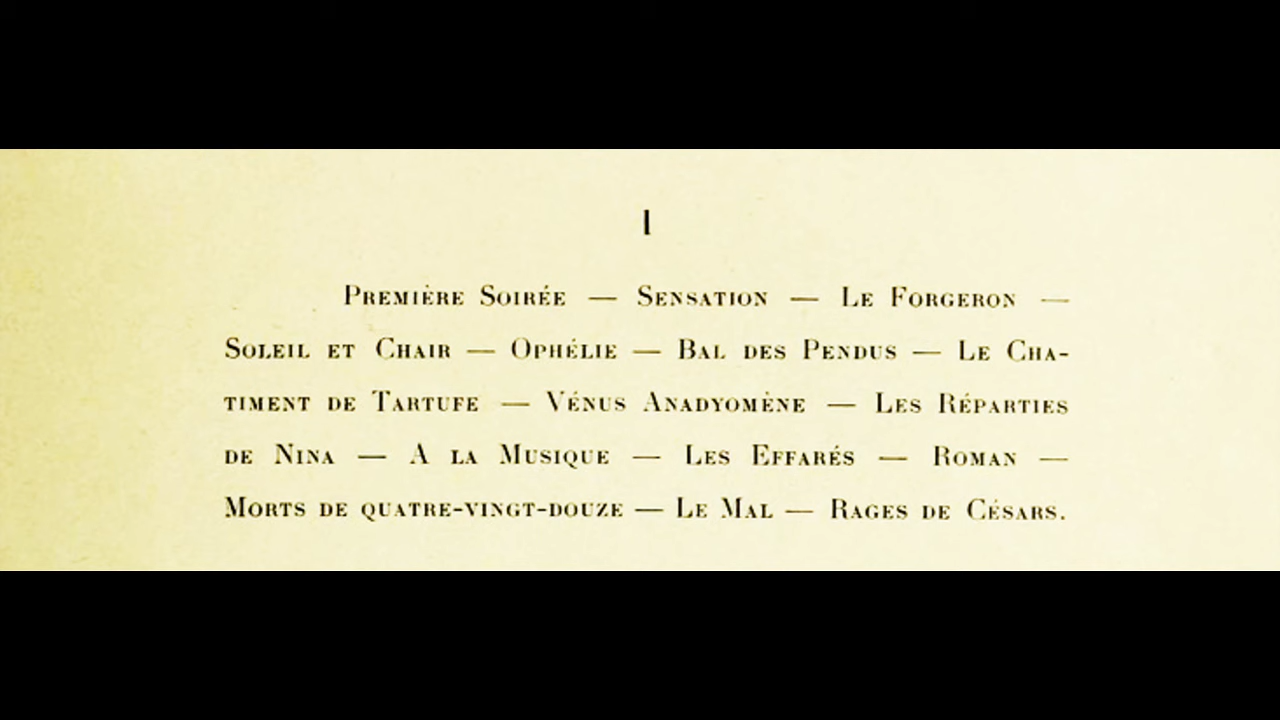 I
Première Soirée — Sensation — Le Forgeron —
Soleil et Chair — Ophélie — Bal des Pendus — Le Cha-
timent de Tartufe — Vénus Anadyomène — Les Réparties
de Nina — A la Musique — Les Effarés — Roman —
Morts de quatre-vingt-douze — Le Mal — Rages de Césars.